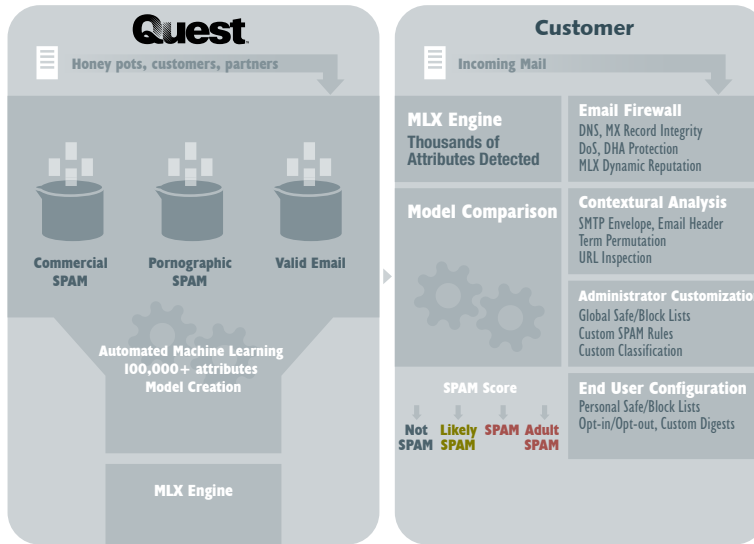 Quest
Honey pots, customers, partners
Commercial
SPAM
Pornographic
SPAM
Valid Email
Automated Machine Learning
100,000+ attributes
Model Creation
MLX Engine
Customer
Incoming Mail
MLX Engine
Thousands of
Attributes Detected
Model Comparison
SPAM Score
Not
SPAM
Likely
SPAM
SPAM
Adult
SPAM
Email Firewall
DNS, MX Record Integrity
DoS, DHA Protection
MLX Dynamic Reputation
Contextural Analysis
SMTP Envelope, Email Header
Term Permutation
URL Inspection
Administrator Customizatio
Global Safe/Block Lists
Custom SPAM Rules
Custom Classification
End User Configuration
Personal Safe/Block Lists
Opt-in/Opt-out, Custom Digests